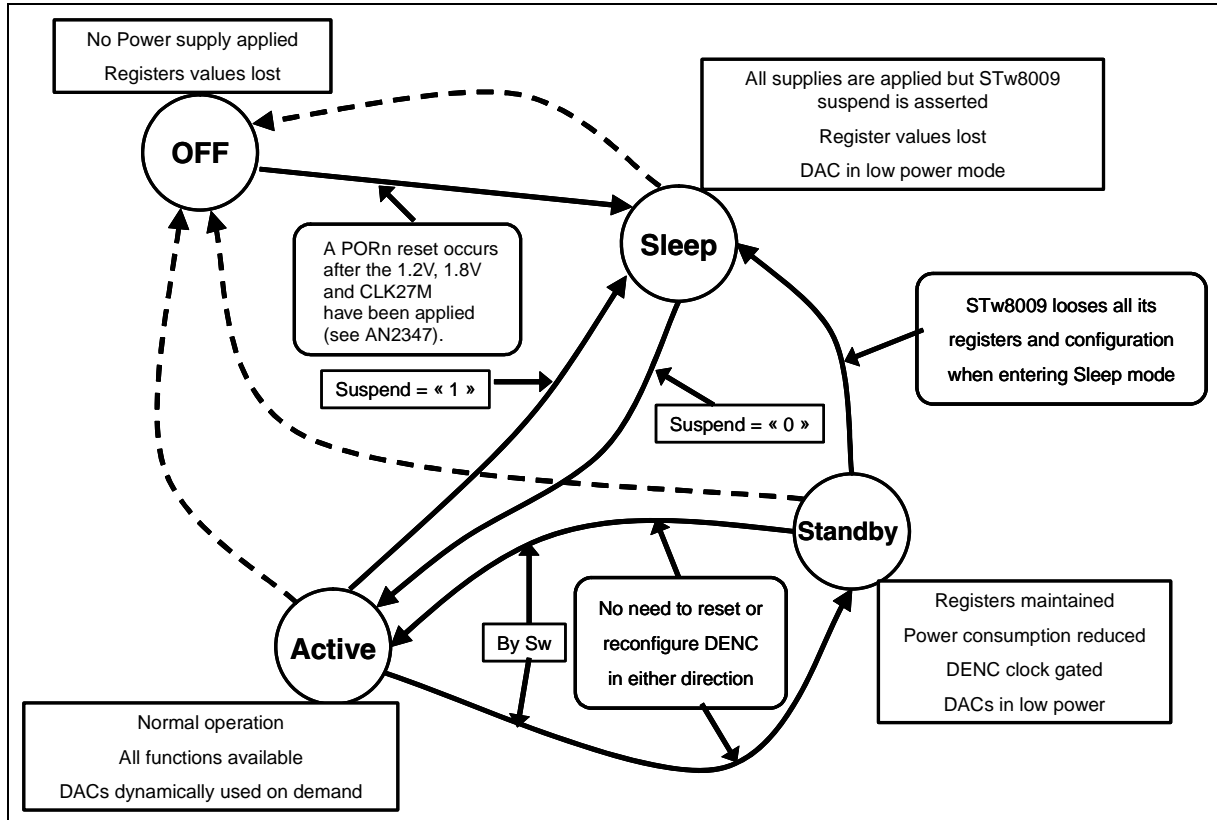 No Power supply applied
Registers values lost
All supplies are applied but STw8009
suspend is asserted
Register values lost
DAC in low power mode
OFF
Sleep
A PORn reset occurs
after the 1.2V, 1.8V
and CLK27M
have been applied
(see AN2347).
STw8009 looses all its
registers and configuration
when entering Sleep mode
Suspend = « 1 »
Suspend = « 0 »
Standby
Active
By Sw
No need to reset or
reconfigure DENC
in either direction
Registers maintained
Power consumption reduced
DENC clock gated
DACs in low power
Normal operation
All functions available
DACs dynamically used on demand